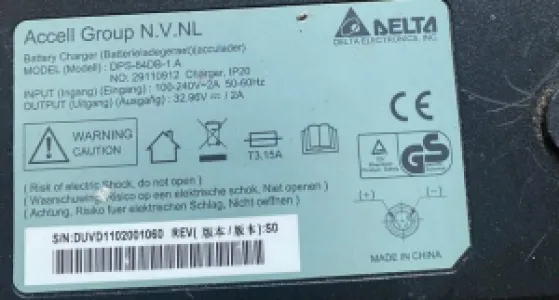 Accell Group N.V.NL
DELTA
DELTA ELECTRONICS, INC.
Battery Charger (Batterieladegeraet)(acculader)
MODEL (Modell) : DPS-84DB-1 A
NO: 29110912 Charger, IP20
INPUT (Ingang) (Eingang) : 100-240V~2A 50-60Hz
OUTPUT (Uitgang) (Ausgang) : 32.96V⎓/2A
CE
WARNING
CAUTION
T3.15A
GS
( Risk of electric Shock, do not open )
( Waarschuwing, Risico op een elektrische schok, Niet openen )
( Achtung, Risiko fuer elektrischen Schlag, Nicht oeffnen )
(+) (-)
S/N:DUVD1102001060 REV( 版本 / 版本 ):S0
MADE IN CHINA